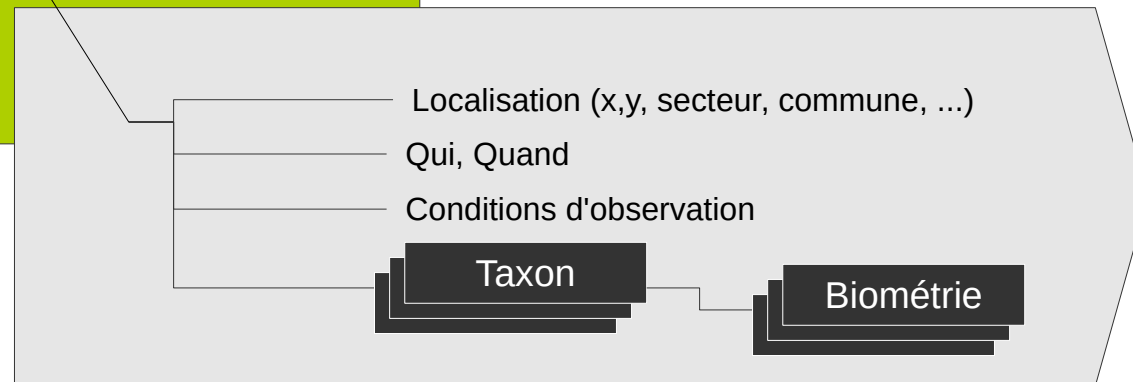 Localisation (x,y, secteur, commune, ...)
Qui, Quand
Conditions d'observation
Taxon
Biométrie